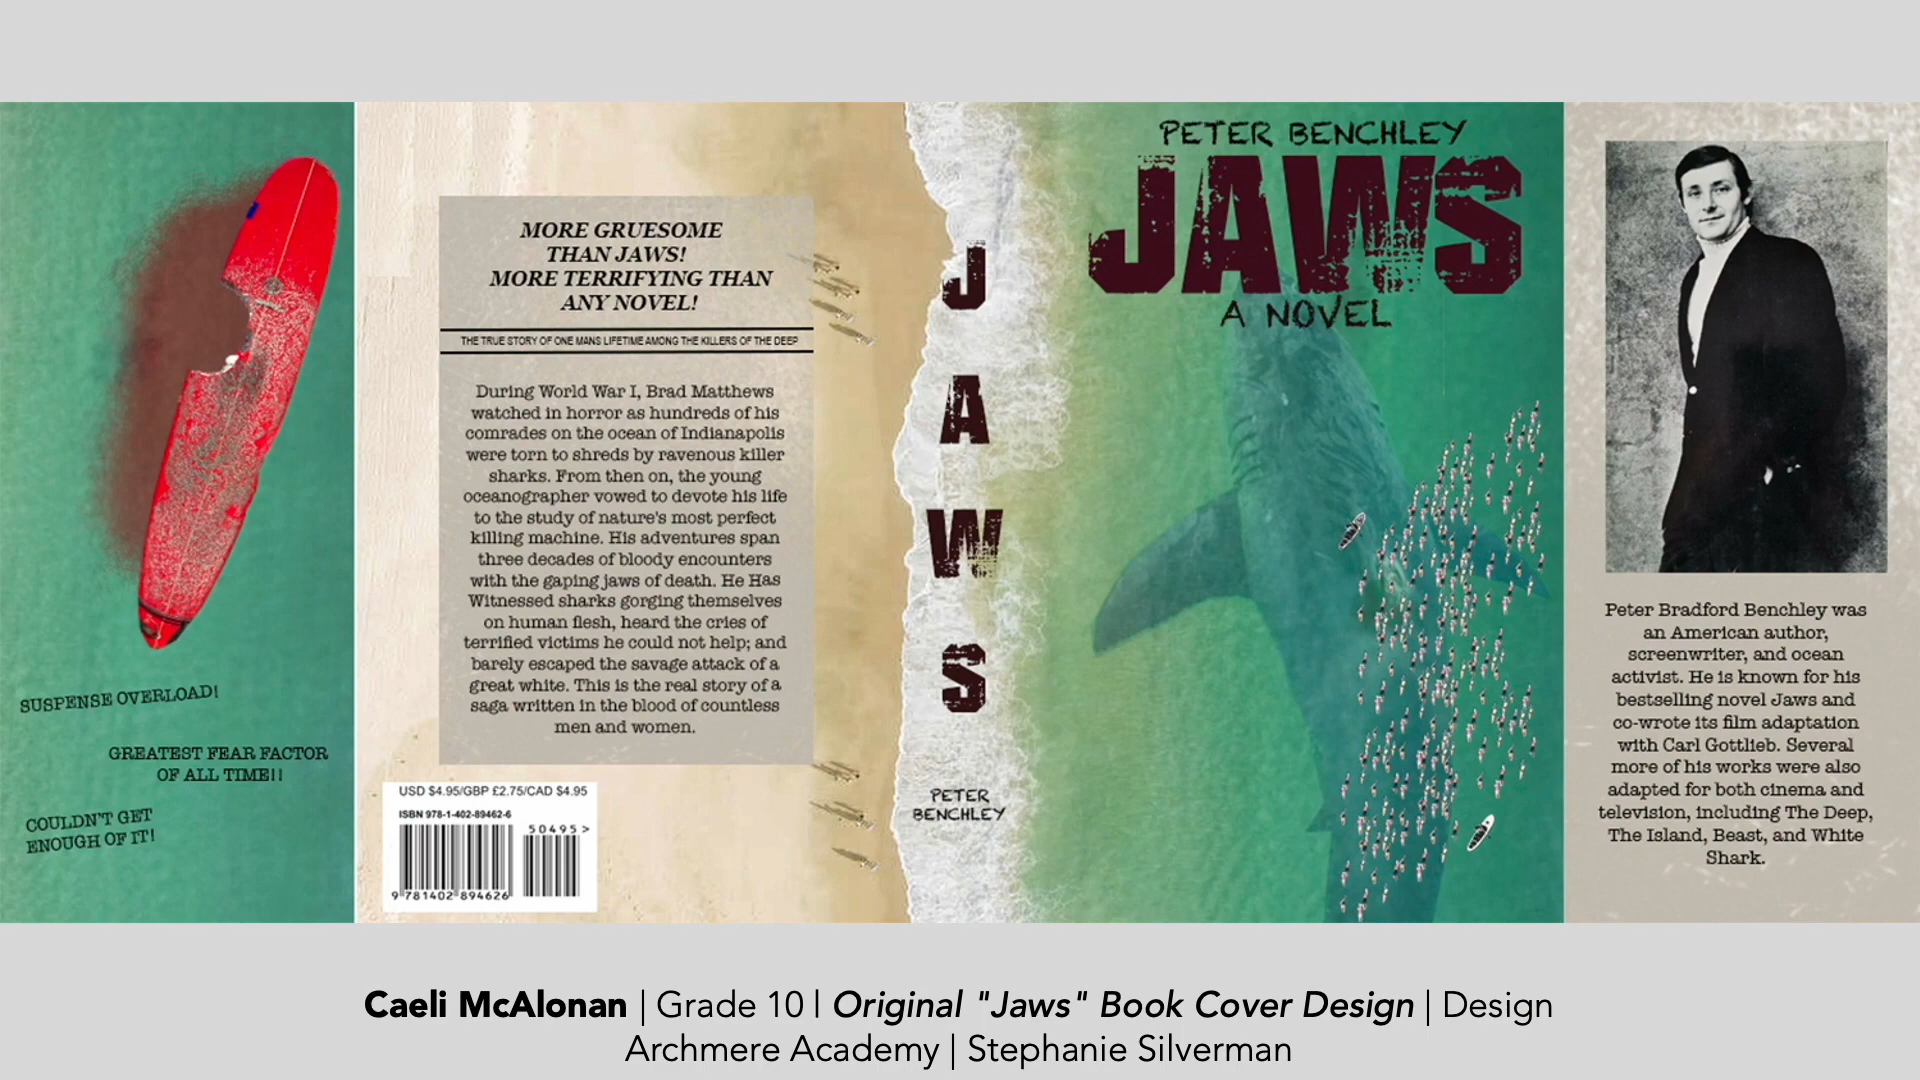 SUSPENSE OVERLOAD!
GREATEST FEAR FACTOR
OF ALL TIME!!
COULDN'T GET
ENOUGH OF IT!
MORE GRUESOME
THAN JAWS!
MORE TERRIFYING THAN
ANY NOVEL!
THE TRUE STORY OF ONE MANS LIFETIME AMONG THE KILLERS OF THE DEEP
During World War I, Brad Matthews
watched in horror as hundreds of his
comrades on the ocean of Indianapolis
were torn to shreds by ravenous killer
sharks. From then on, the young
oceanographer vowed to devote his life
to the study of nature's most perfect
killing machine. His adventures span
three decades of bloody encounters
with the gaping jaws of death. He Has
Witnessed sharks gorging themselves
on human flesh, heard the cries of
terrified victims he could not help; and
barely escaped the savage attack of a
great white. This is the real story of a
saga written in the blood of countless
men and women.
USD $4.95/GBP £2.75/CAD $4.95
ISBN 978-1-402-89462-6
50495 >
9 781402 894626
JAWS
PETER
BENCHLEY
PETER BENCHLEY
JAWS
A NOVEL
Peter Bradford Benchley was
an American author,
screenwriter, and ocean
activist. He is known for his
bestselling novel Jaws and
co-wrote its film adaptation
with Carl Gottlieb. Several
more of his works were also
adapted for both cinema and
television, including The Deep,
The Island, Beast, and White
Shark.
Caeli McAlonan | Grade 10 | Original "Jaws" Book Cover Design | Design
Archmere Academy | Stephanie Silverman